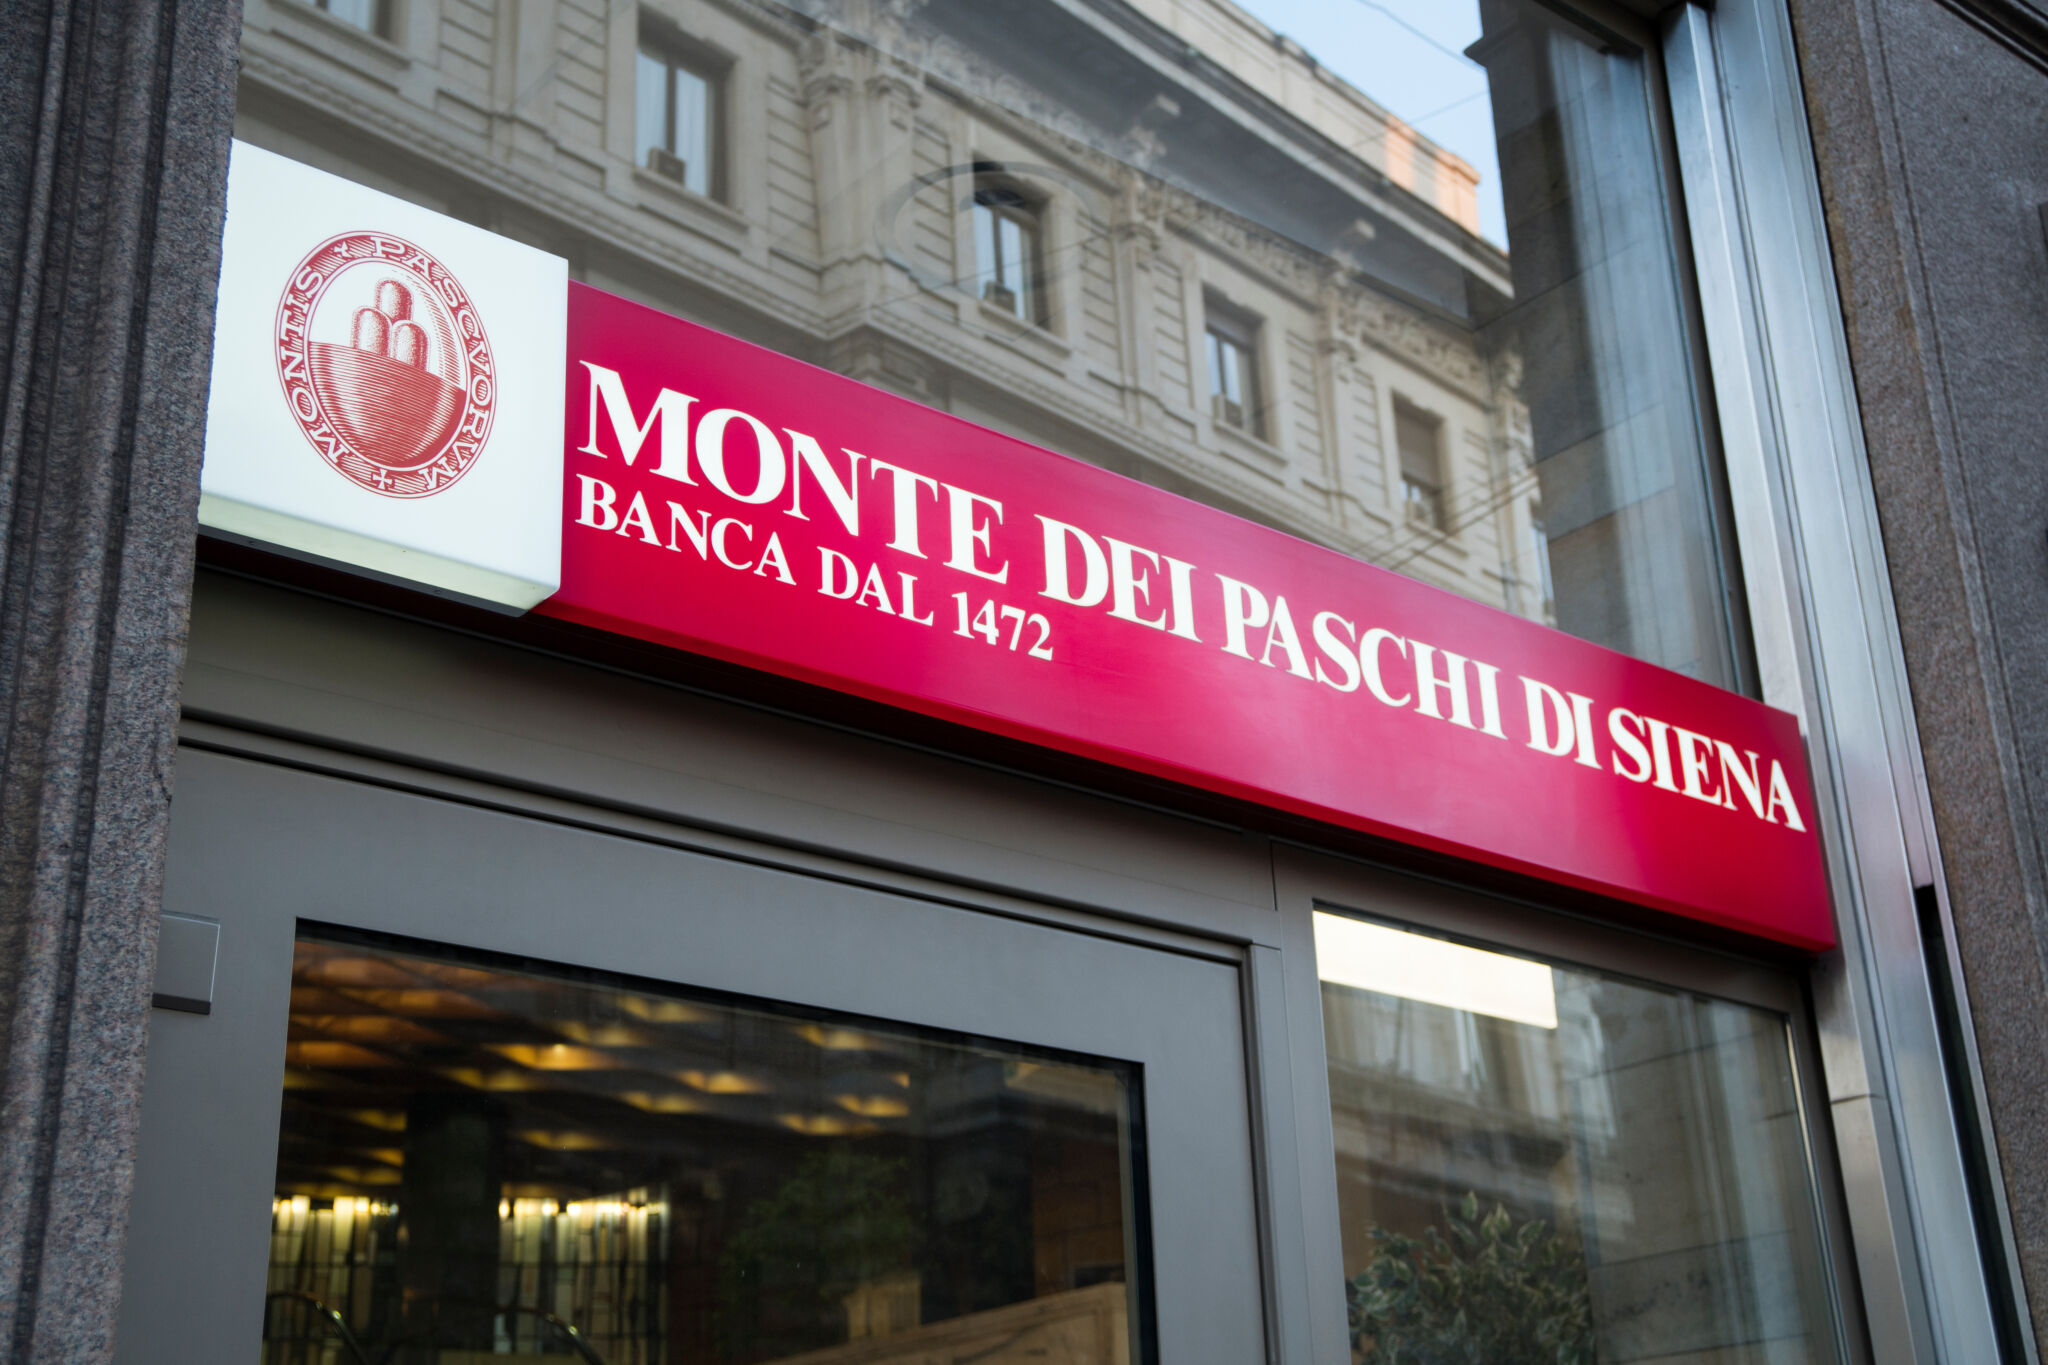 MONTIS PASCVORVM
MONTE DEI PASCHI DI SIENA
BANCA DAL 1472